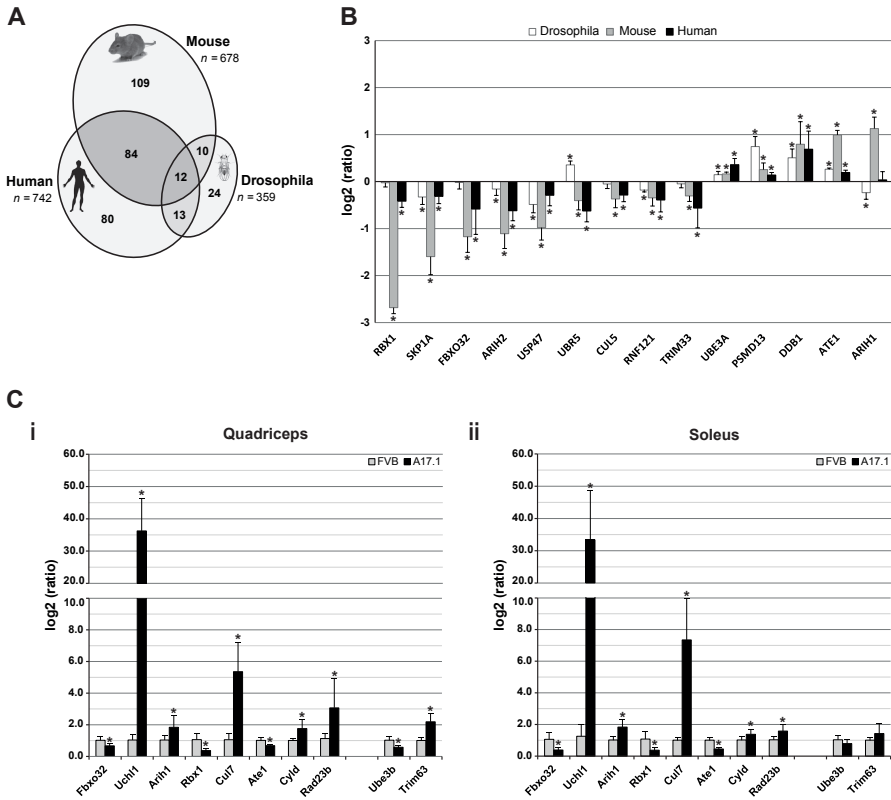 A
Mouse
n = 678
109
84
10
12
Human
n = 742
Drosophila
n = 359
24
80
13
B
Drosophila Mouse Human
log2 (ratio)
3
2
1
0
-1
-2
-3
* * * * * * * * * * * * * * * * * * * * * * * * * * * * * * * * * * *
RBX1 SKP1A FBXO32 ARIH2 USP47 UBR5 CUL5 RNF121 TRIM33 UBE3A PSMD13 DDB1 ATE1 ARIH1
C
i
Quadriceps
FVB A17.1
log2 (ratio)
60.0
50.0
40.0
30.0
20.0
10.0
8.0
6.0
4.0
2.0
0.0
* * * * * * * * * *
Fbxo32 Uchl1 Arih1 Rbx1 Cul7 Ate1 Cyld Rad23b Ube3b Trim63
ii
Soleus
FVB A17.1
log2 (ratio)
60.0
50.0
40.0
30.0
20.0
10.0
8.0
6.0
4.0
2.0
0.0
* * * * * * * *
Fbxo32 Uchl1 Arih1 Rbx1 Cul7 Ate1 Cyld Rad23b Ube3b Trim63